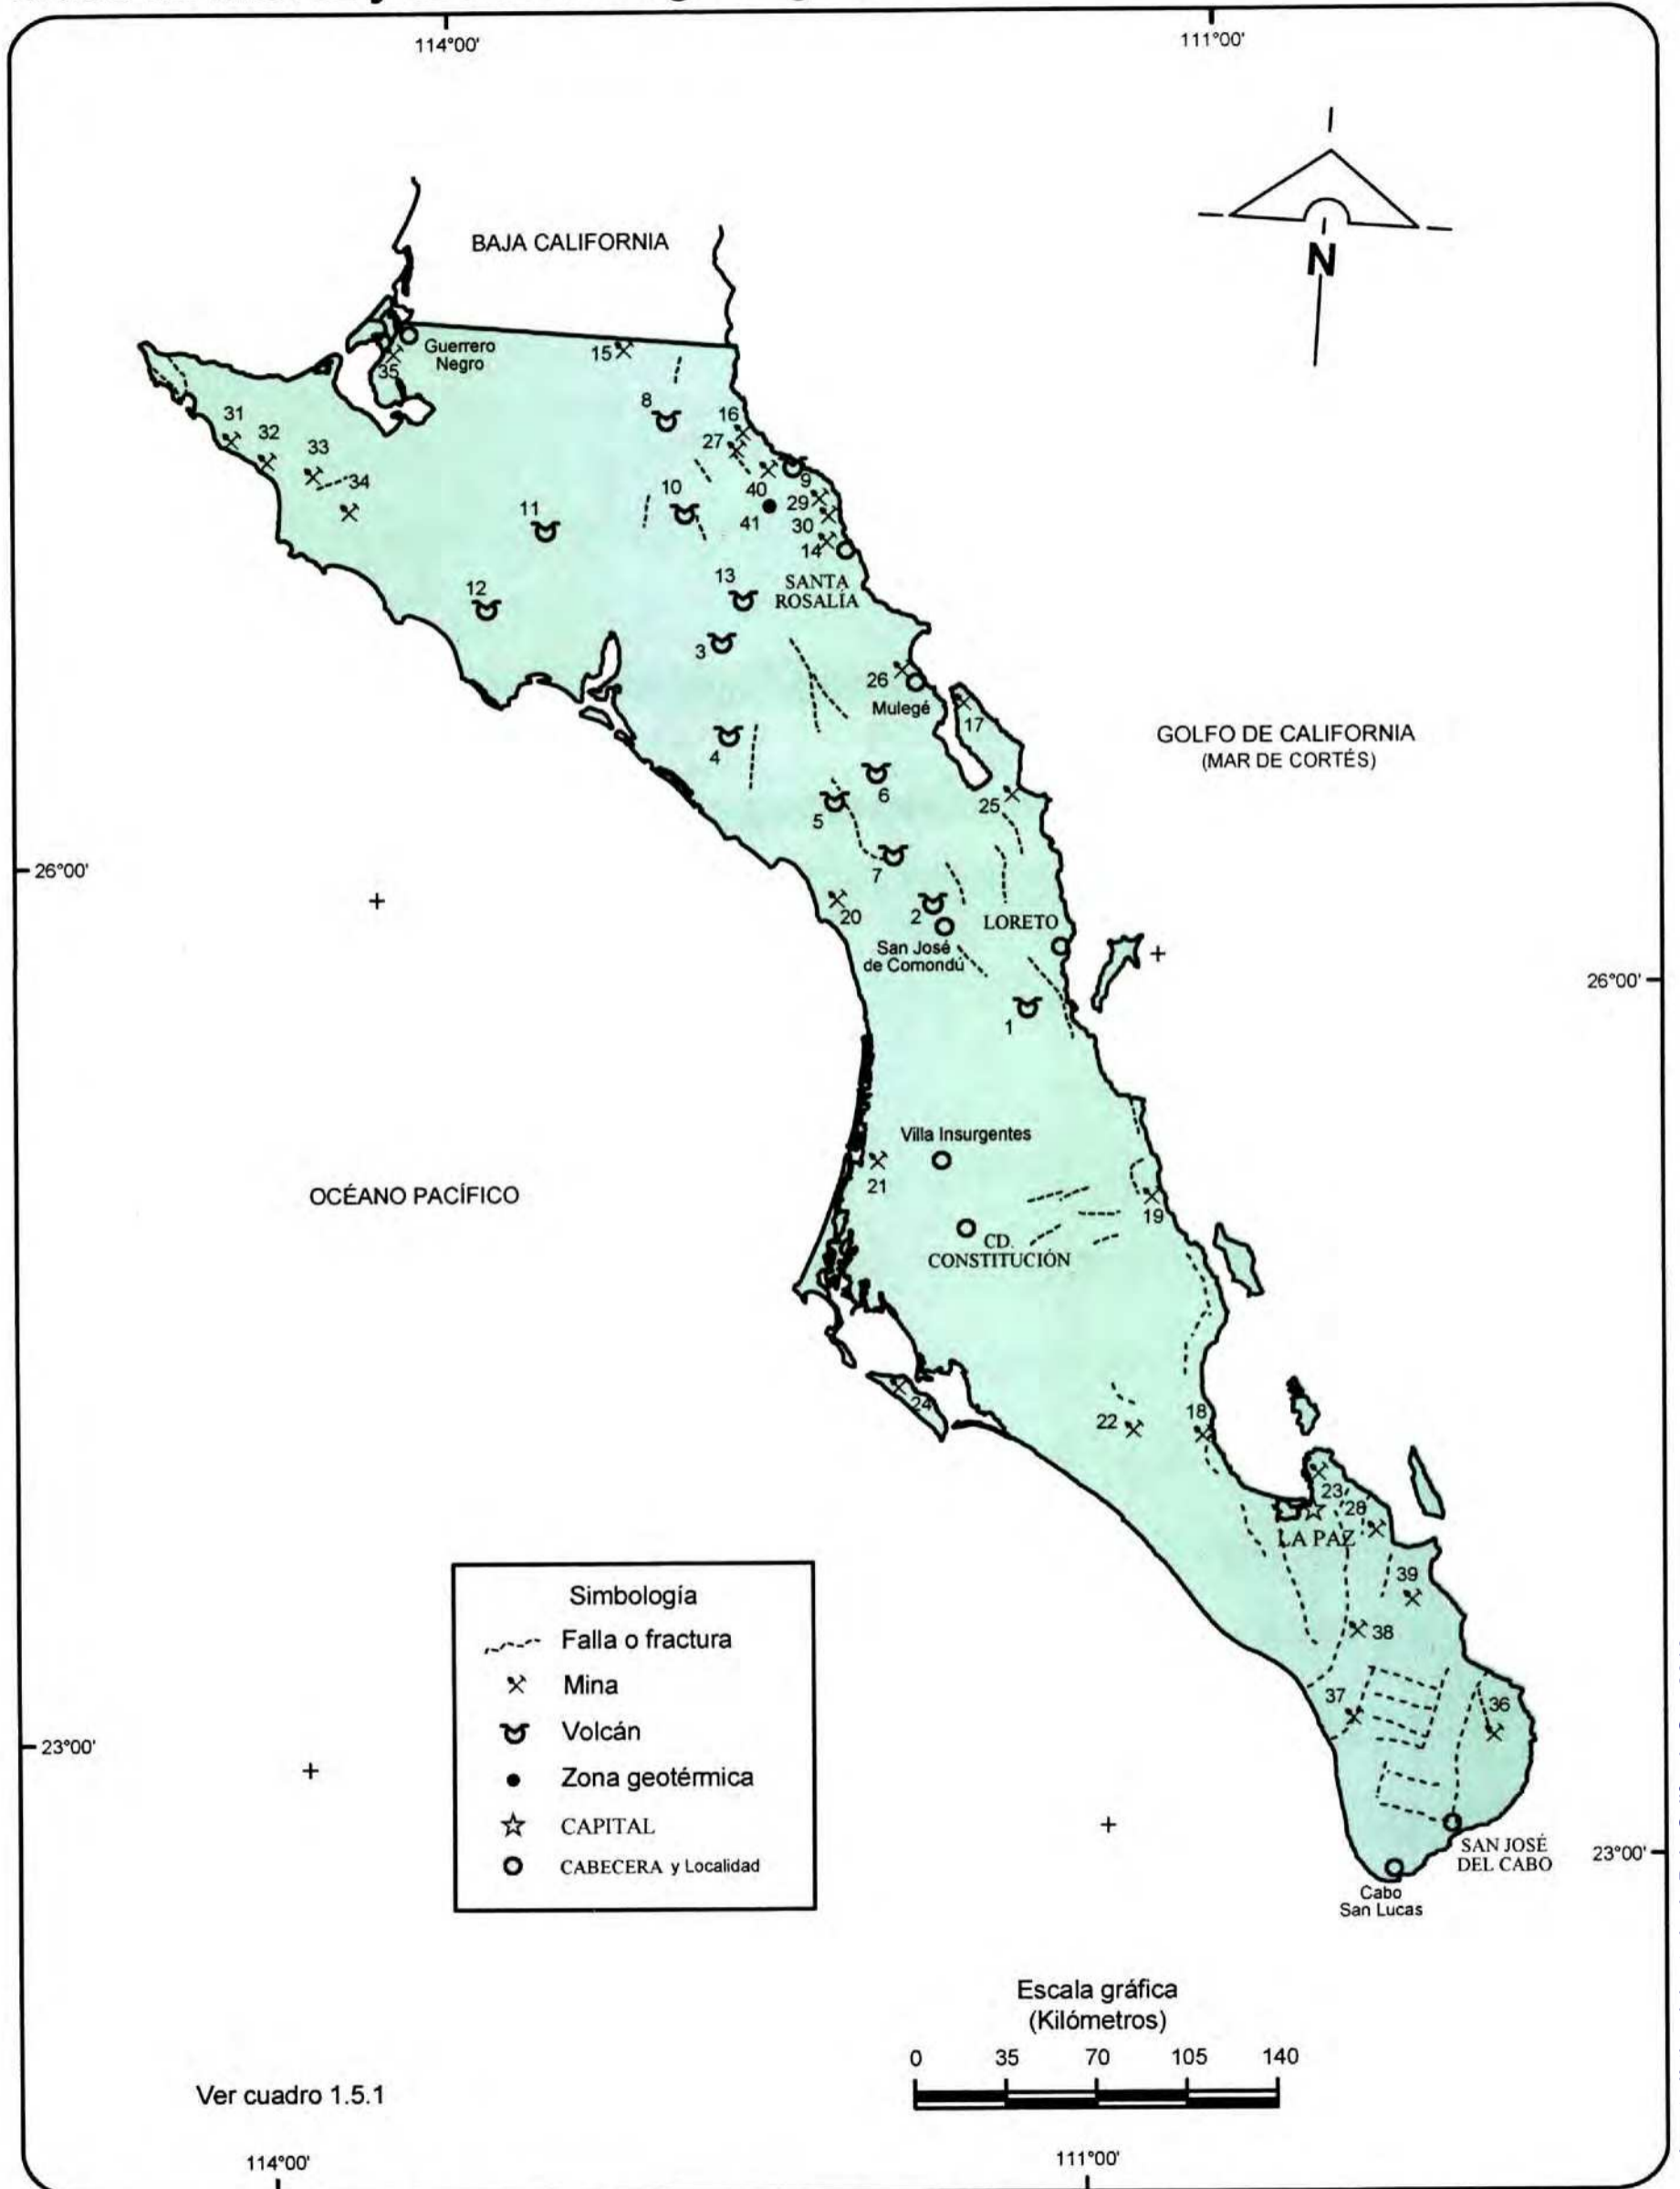 114°00'
111°00'
BAJA CALIFORNIA
N
Guerrero
Negro
15
35
8
16
31
32
27
33
34
9
40
10
29
11
41
30
14
13
SANTA
ROSALÍA
12
3
26
Mulegé
17
GOLFO DE CALIFORNIA
(MAR DE CORTÉS)
4
6
25
5
26°00'
7
20
2
LORETO
San José
de Comondú
26°00'
1
Villa Insurgentes
21
OCÉANO PACÍFICO
19
CD.
CONSTITUCIÓN
24
22
18
23
28
LA PAZ
39
38
37
36
23°00'
SAN JOSÉ
DEL CABO
23°00'
Cabo
San Lucas
Simbología
Falla o fractura
Mina
Volcán
Zona geotérmica
CAPITAL
CABECERA y Localidad
Escala gráfica
(Kilómetros)
0 35 70 105 140
Ver cuadro 1.5.1
114°00'
111°00'